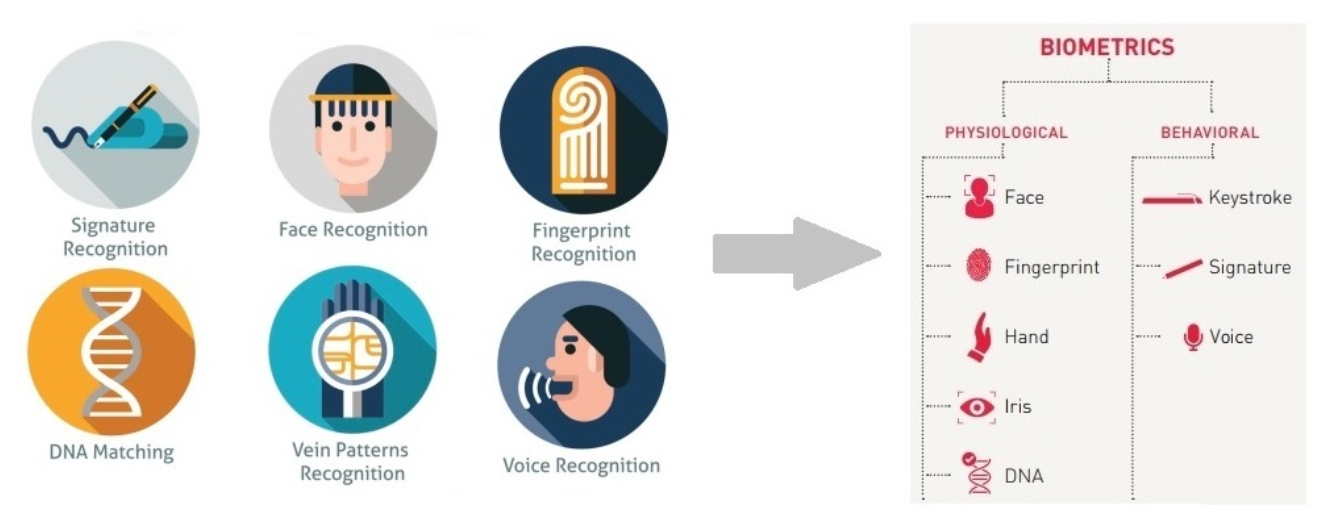 Signature
Recognition
Face Recognition
Fingerprint
Recognition
DNA Matching
Vein Patterns
Recognition
Voice Recognition
BIOMETRICS
PHYSIOLOGICAL
Face
Fingerprint
Hand
Iris
DNA
BEHAVIORAL
Keystroke
Signature
Voice